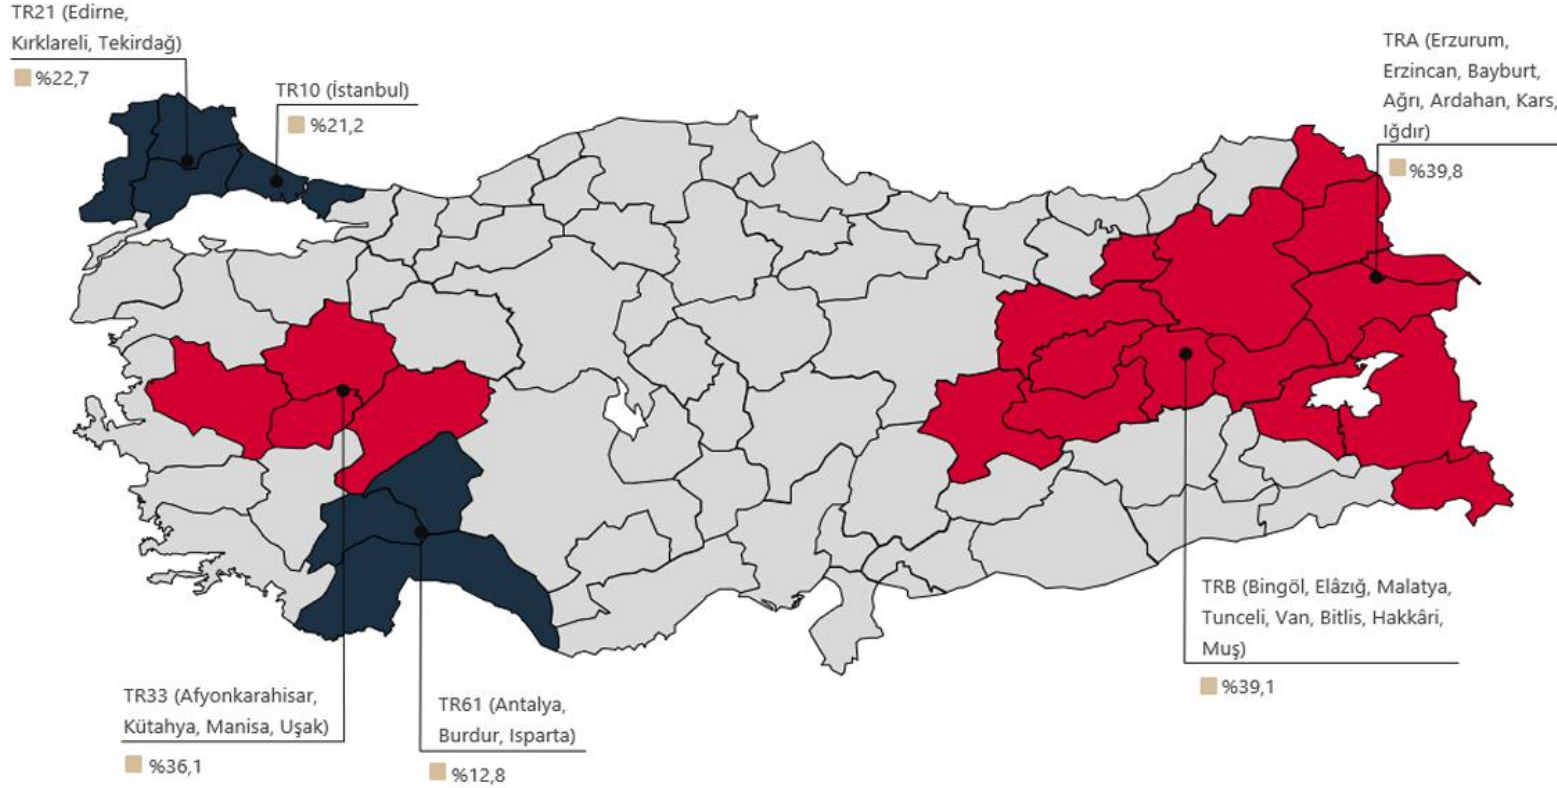 TR21 (Edirne,
Kırklareli, Tekirdağ)
%22,7
TR10 (İstanbul)
%21,2
TRA (Erzurum,
Erzincan, Bayburt,
Ağrı, Ardahan, Kars,
Iğdır)
%39,8
TRB (Bingöl, Elâzığ, Malatya,
Tunceli, Van, Bitlis, Hakkâri,
Muş)
%39,1
TR33 (Afyonkarahisar,
Kütahya, Manisa, Uşak)
%36,1
TR61 (Antalya,
Burdur, Isparta)
%12,8